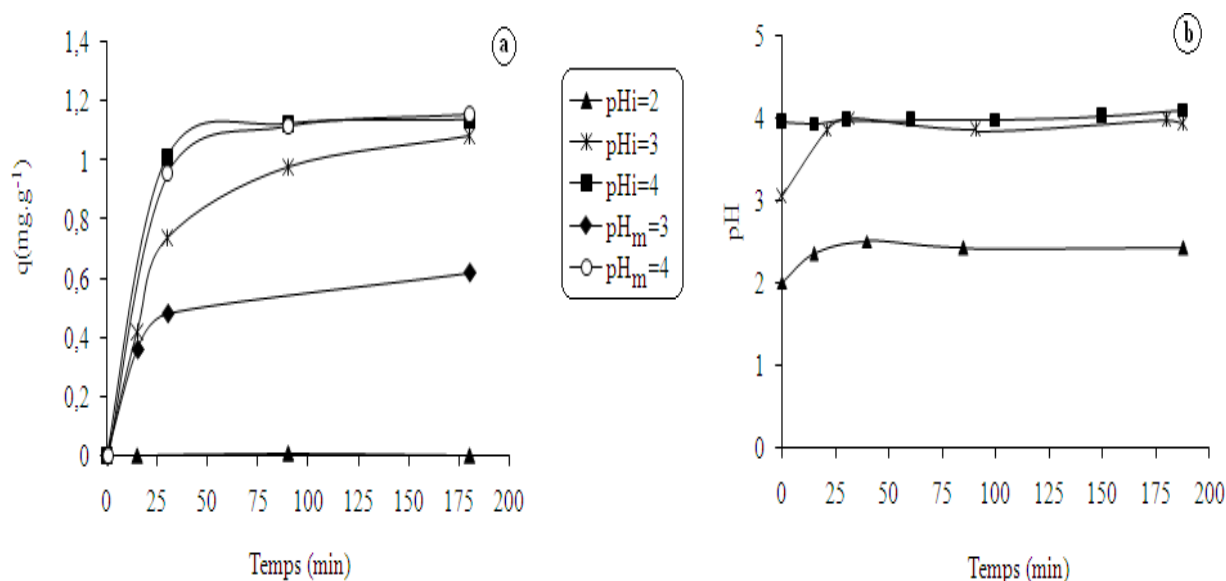 a
1,4
1,2
1
0,8
0,6
0,4
0,2
0
q(mg.g⁻¹)
0 25 50 75 100 125 150 175 200
Temps (min)
pHi=2
pHi=3
pHi=4
pHm=3
pHm=4
b
5
4
3
2
1
0
pH
0 25 50 75 100 125 150 175 200
Temps (min)